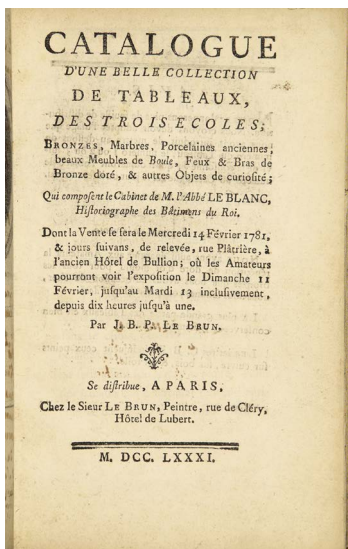 CATALOGUE
D'UNE BELLE COLLECTION
DE TABLEAUX,
DES TROIS ECOLES;
BRONZES, Marbres, Porcelaines anciennes,
beaux Meubles de Boule, Feux & Bras de
Bronze doré, & autres Objets de curiosité;
Qui composent le Cabinet de M. l'Abbé LE BLANC,
Historiographe des Bâtimens du Roi.
Dont la Vente se sera le Mercredi 14 Février 1781,
& jours suivans, de relevée, rue Plâtrière, à
l'ancien Hôtel de Bullion; où les Amateurs
pourront voir l'exposition le Dimanche 11
Février, jusqu'au Mardi 13 inclusivement,
depuis dix heures jusqu'à une.
Par J. B. P. LE BRUN.
Se distribue, A PARIS,
Chez le Sieur LE BRUN, Peintre, rue de Cléry,
Hôtel de Lubert.
M. DCC. LXXXI.